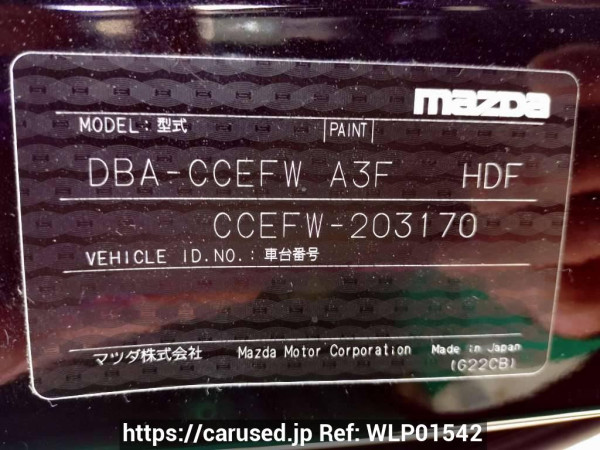 mazda
MODEL : 型式 PAINT
DBA-CCEFW A3F HDF
CCEFW-203170
VEHICLE ID.NO. : 車台番号
マツダ株式会社 Mazda Motor Corporation Made in Japan
(G22CB)
https://carused.jp Ref: WLP01542